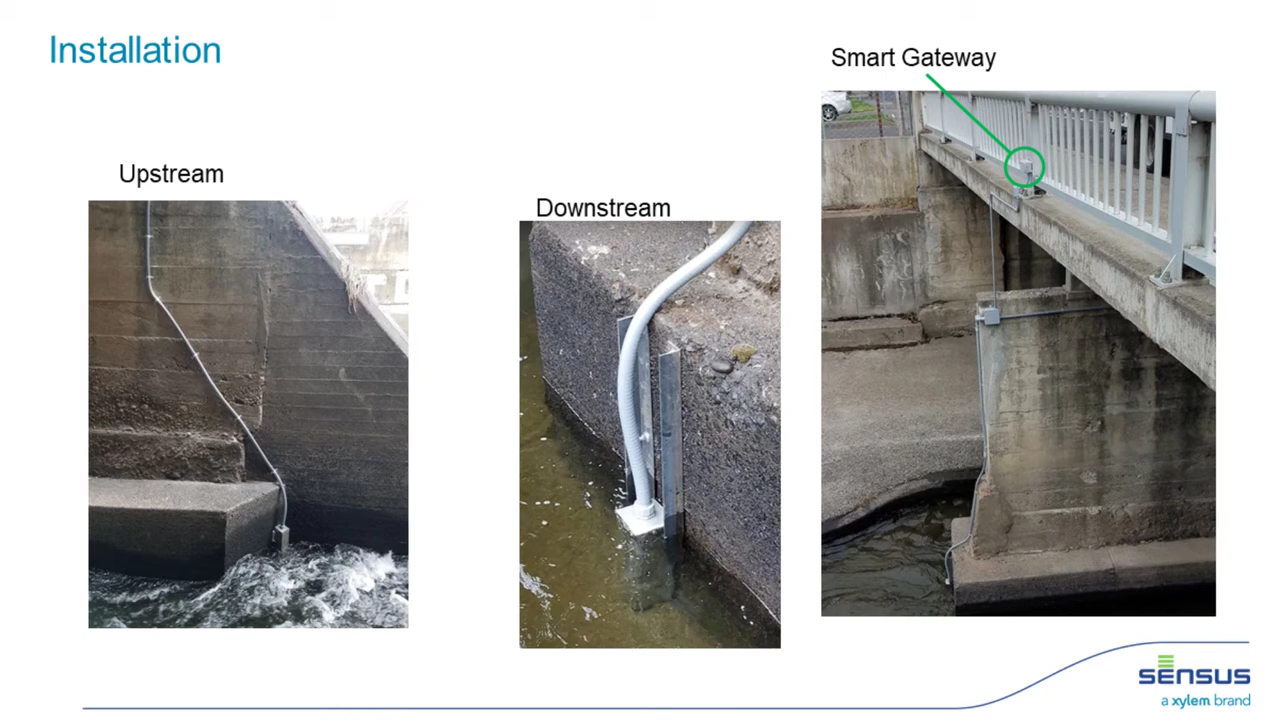 Installation
Smart Gateway
Upstream
Downstream
sensus
a xylem brand